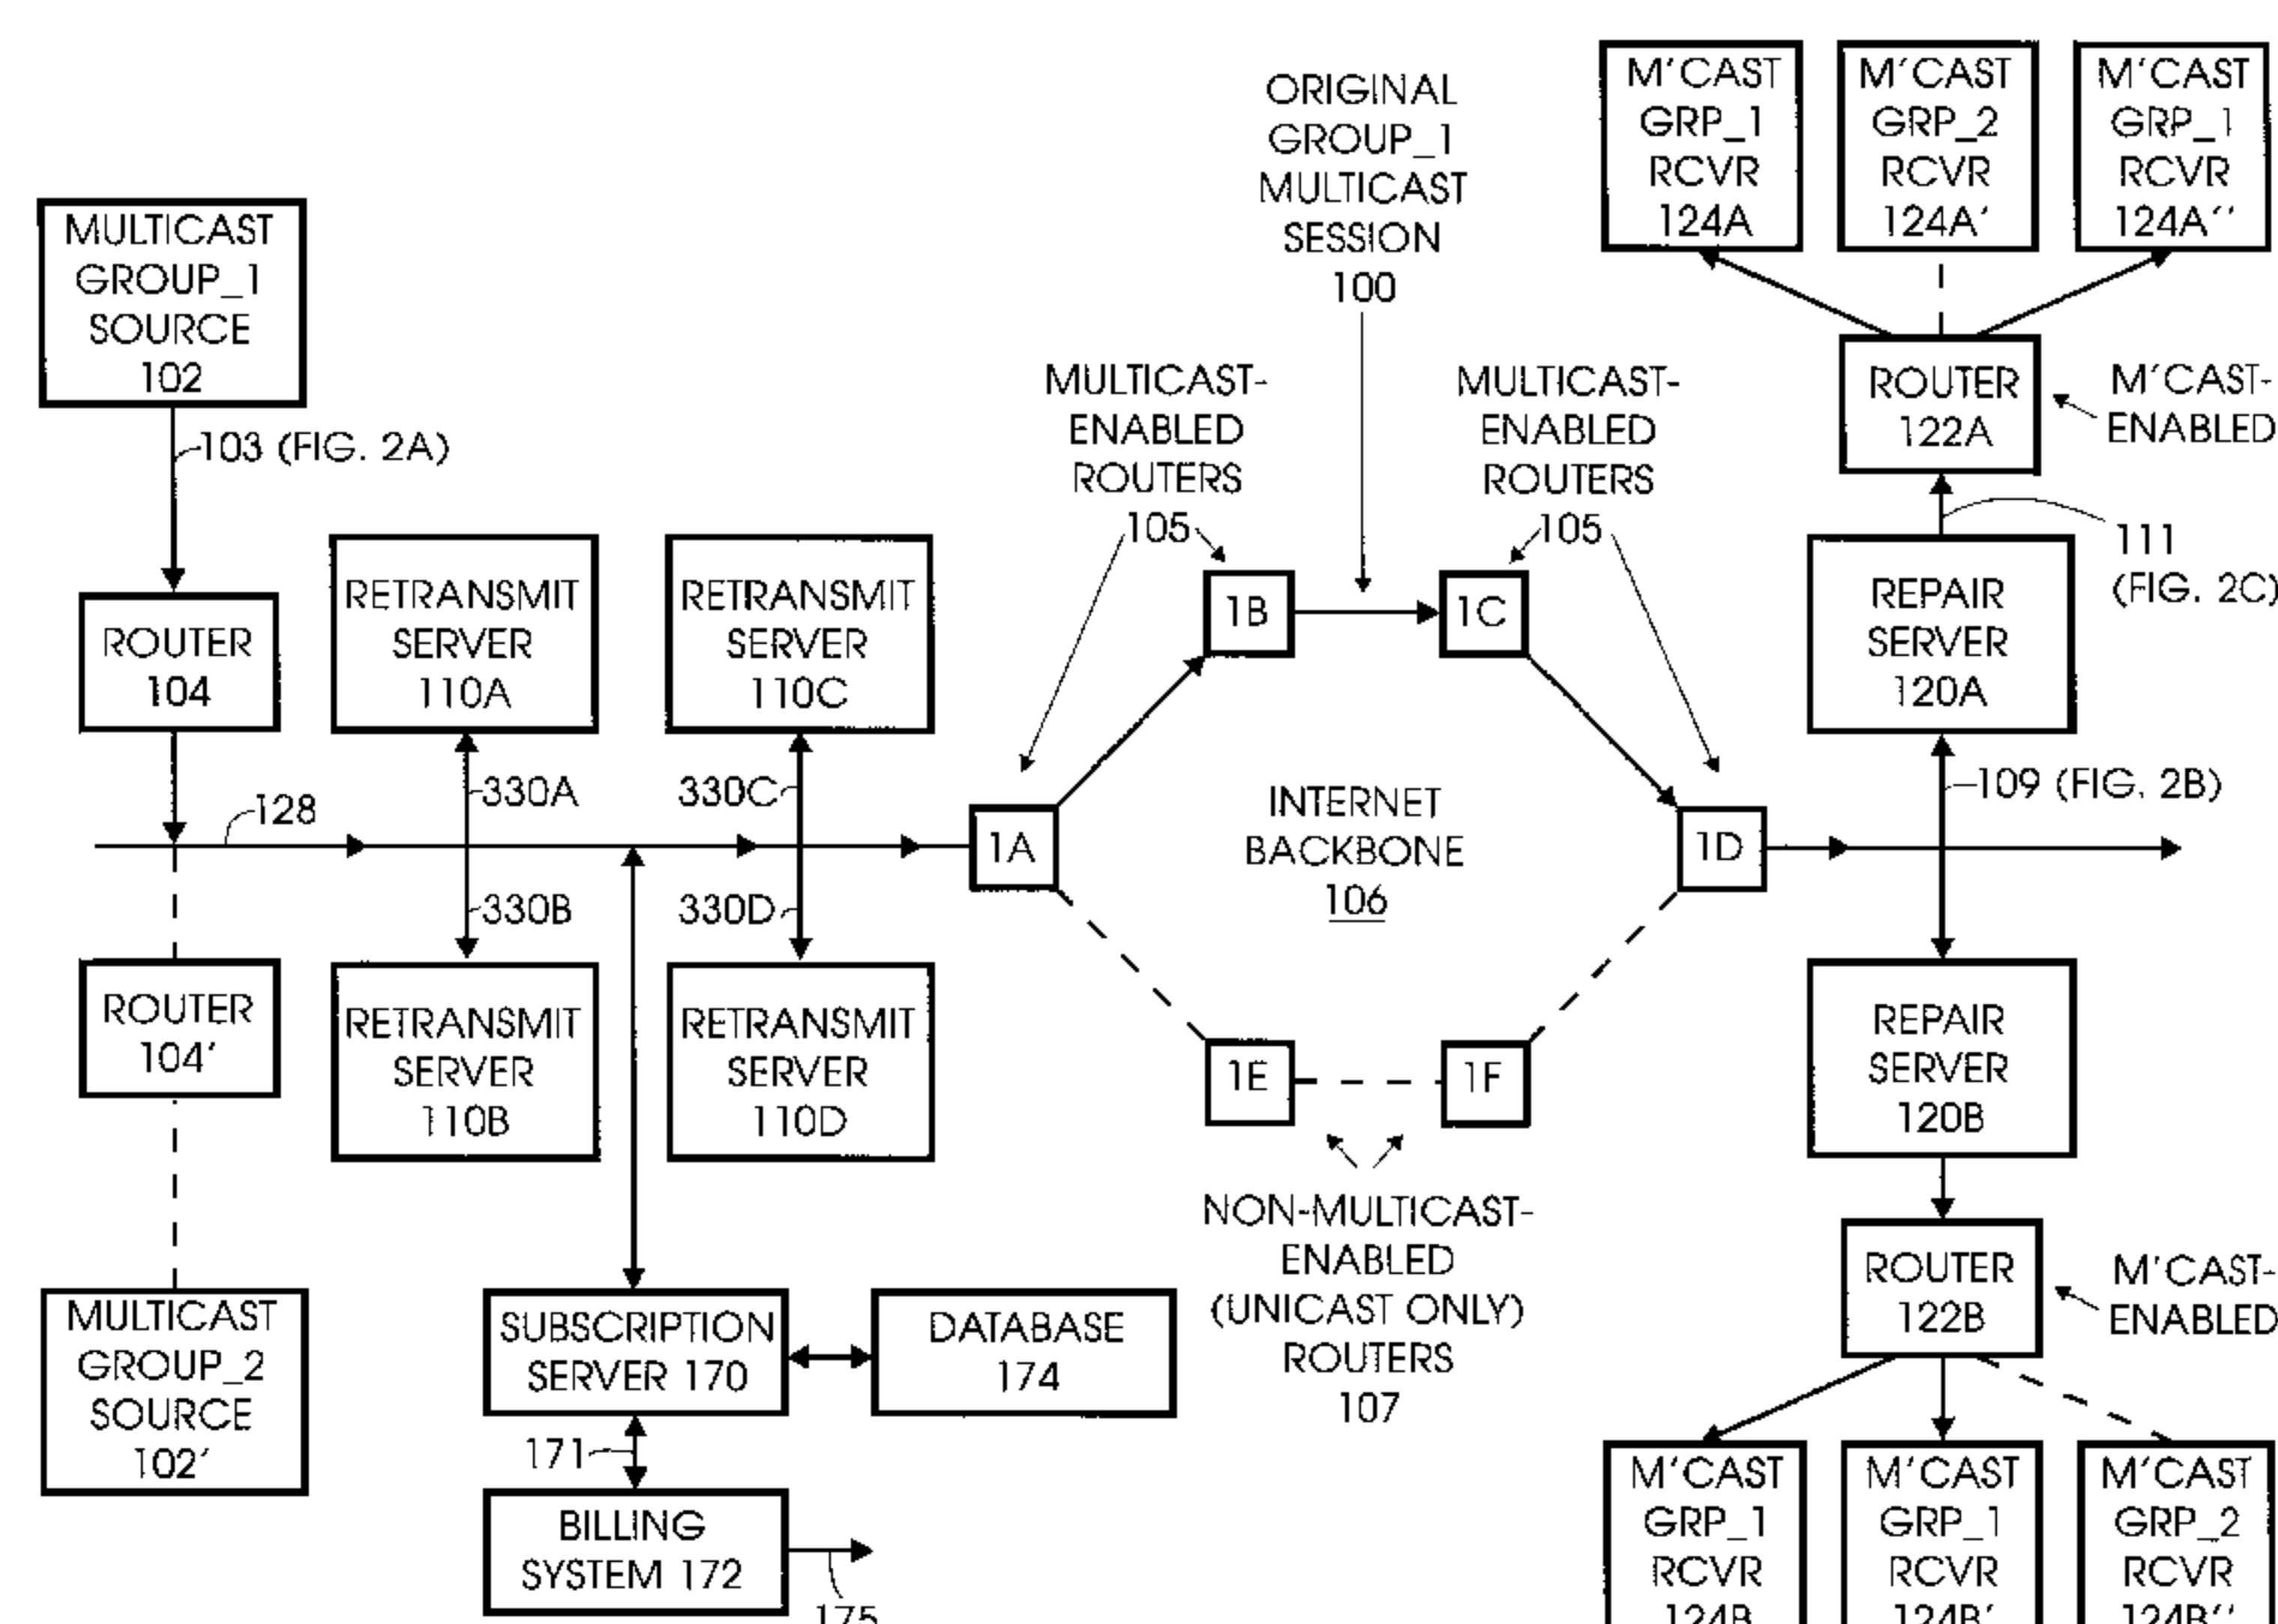 MULTICAST
GROUP_1
SOURCE
102
103 (FIG. 2A)
ROUTER
104
128
ROUTER
104′
MULTICAST
GROUP_2
SOURCE
102′
RETRANSMIT
SERVER
110A
RETRANSMIT
SERVER
110C
330A
330C
330B
330D
RETRANSMIT
SERVER
110B
RETRANSMIT
SERVER
110D
SUBSCRIPTION
SERVER 170
DATABASE
174
171
BILLING
SYSTEM 172
175
ORIGINAL
GROUP_1
MULTICAST
SESSION
100
MULTICAST-
ENABLED
ROUTERS
105
MULTICAST-
ENABLED
ROUTERS
105
1B
1C
1A
INTERNET
BACKBONE
106
1D
1E
1F
NON-MULTICAST-
ENABLED
(UNICAST ONLY)
ROUTERS
107
M'CAST
GRP_1
RCVR
124A
M'CAST
GRP_2
RCVR
124A′
M'CAST
GRP_1
RCVR
124A′′
ROUTER
122A
M'CAST-
ENABLED
111
(FIG. 2C)
REPAIR
SERVER
120A
109 (FIG. 2B)
REPAIR
SERVER
120B
ROUTER
122B
M'CAST-
ENABLED
M'CAST
GRP_1
RCVR
124B
M'CAST
GRP_1
RCVR
124B′
M'CAST
GRP_2
RCVR
124B′′